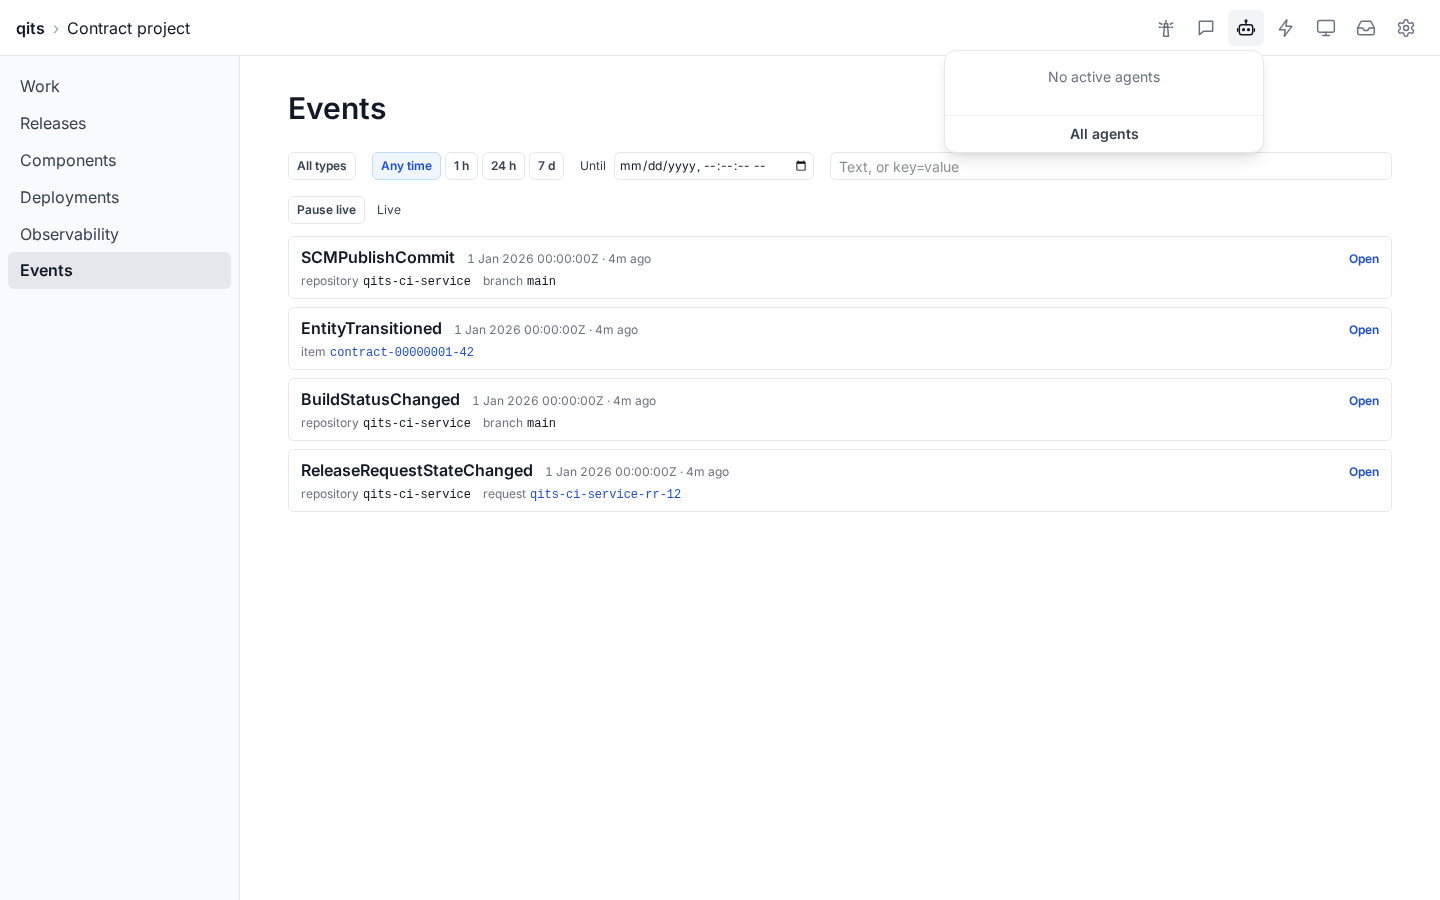 qits › Contract project
No active agents
All agents
Work
Releases
Components
Deployments
Observability
Events
Events
All types Any time 1 h 24 h 7 d Until mm/dd/yyyy, --:--:-- -- Text, or key=value
Pause live Live
SCMPublishCommit 1 Jan 2026 00:00:00Z · 4m ago Open
repository qits-ci-service branch main
EntityTransitioned 1 Jan 2026 00:00:00Z · 4m ago Open
item contract-00000001-42
BuildStatusChanged 1 Jan 2026 00:00:00Z · 4m ago Open
repository qits-ci-service branch main
ReleaseRequestStateChanged 1 Jan 2026 00:00:00Z · 4m ago Open
repository qits-ci-service request qits-ci-service-rr-12